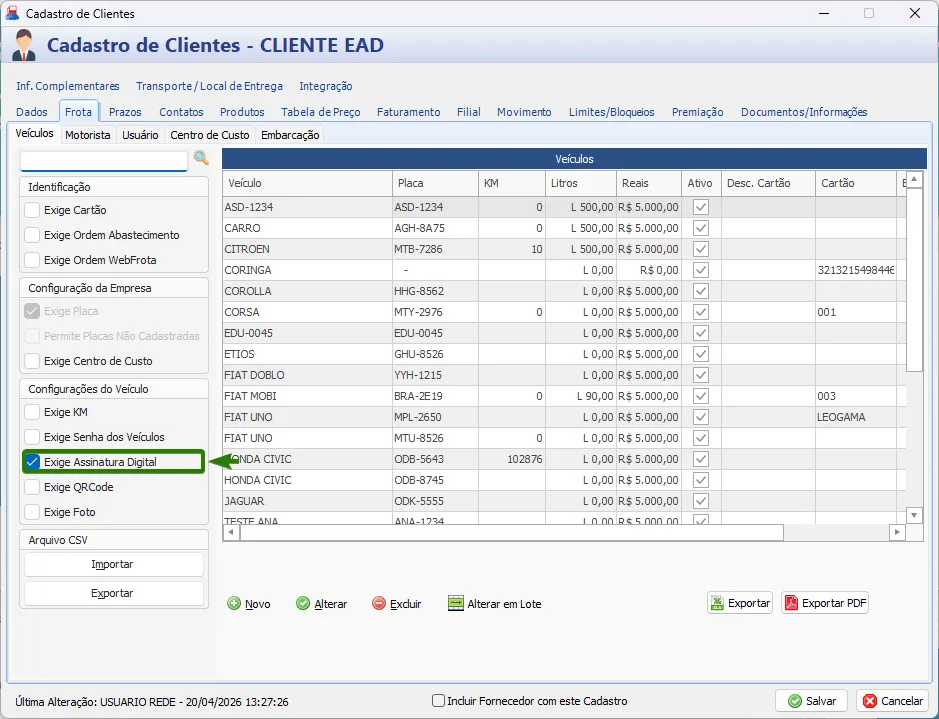 Cadastro de Clientes
Cadastro de Clientes - CLIENTE EAD
Inf. Complementares Transporte / Local de Entrega Integração
Dados Frota Prazos Contatos Produtos Tabela de Preço Faturamento Filial Movimento Limites/Bloqueios Premiação Documentos/Informações
Veículos Motorista Usuário Centro de Custo Embarcação
Identificação
Exige Cartão
Exige Ordem Abastecimento
Exige Ordem WebFrota
Configuração da Empresa
Exige Placa
Permite Placas Não Cadastradas
Exige Centro de Custo
Configurações do Veículo
Exige KM
Exige Senha dos Veículos
Exige Assinatura Digital
Exige QRCode
Exige Foto
Arquivo CSV
Importar
Exportar
Veículos
Veículo Placa KM Litros Reais Ativo Desc. Cartão Cartão
ASD-1234 ASD-1234 0 L 500,00 R$ 5.000,00
CARRO AGH-8A75 0 L 500,00 R$ 5.000,00
CITROEN MTB-7286 10 L 500,00 R$ 5.000,00
CORINGA - L 0,00 R$ 0,00 3213215498446
COROLLA HHG-8562 L 0,00 R$ 5.000,00
CORSA MTY-2976 0 L 0,00 R$ 5.000,00 001
EDU-0045 EDU-0045 L 0,00 R$ 5.000,00
ETIOS GHU-8526 L 0,00 R$ 5.000,00
FIAT DOBLO YYH-1215 L 0,00 R$ 5.000,00
FIAT MOBI BRA-2E19 0 L 90,00 R$ 5.000,00 003
FIAT UNO MPL-2650 L 0,00 R$ 5.000,00 LEOGAMA
FIAT UNO MTU-8526 0 L 0,00 R$ 5.000,00
ONDA CIVIC ODB-5643 102876 L 0,00 R$ 5.000,00
HONDA CIVIC ODB-8745 L 0,00 R$ 5.000,00
JAGUAR ODK-5555 L 0,00 R$ 5.000,00
TESTE ANA ANA-1234 L 0,00 R$ 5.000,00
Novo Alterar Excluir Alterar em Lote Exportar Exportar PDF
Última Alteração: USUARIO REDE - 20/04/2026 13:27:26 Incluir Fornecedor com este Cadastro Salvar Cancelar